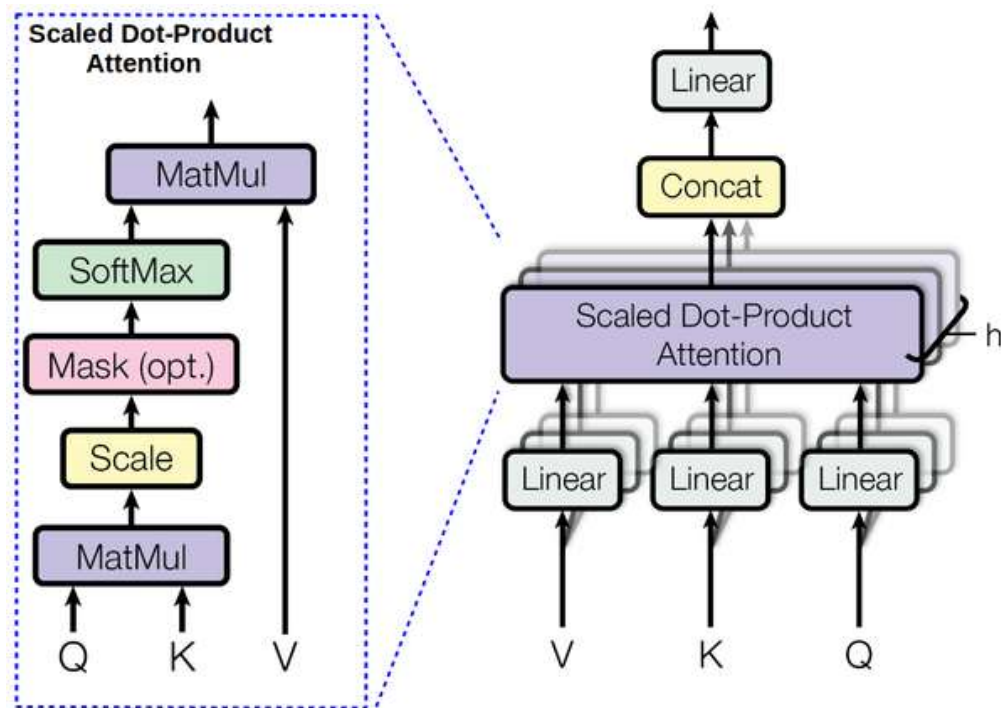 Scaled Dot-Product
Attention
MatMul
SoftMax
Mask (opt.)
Scale
MatMul
Q K V
Linear
Concat
Scaled Dot-Product
Attention
h
Linear Linear Linear
V K Q